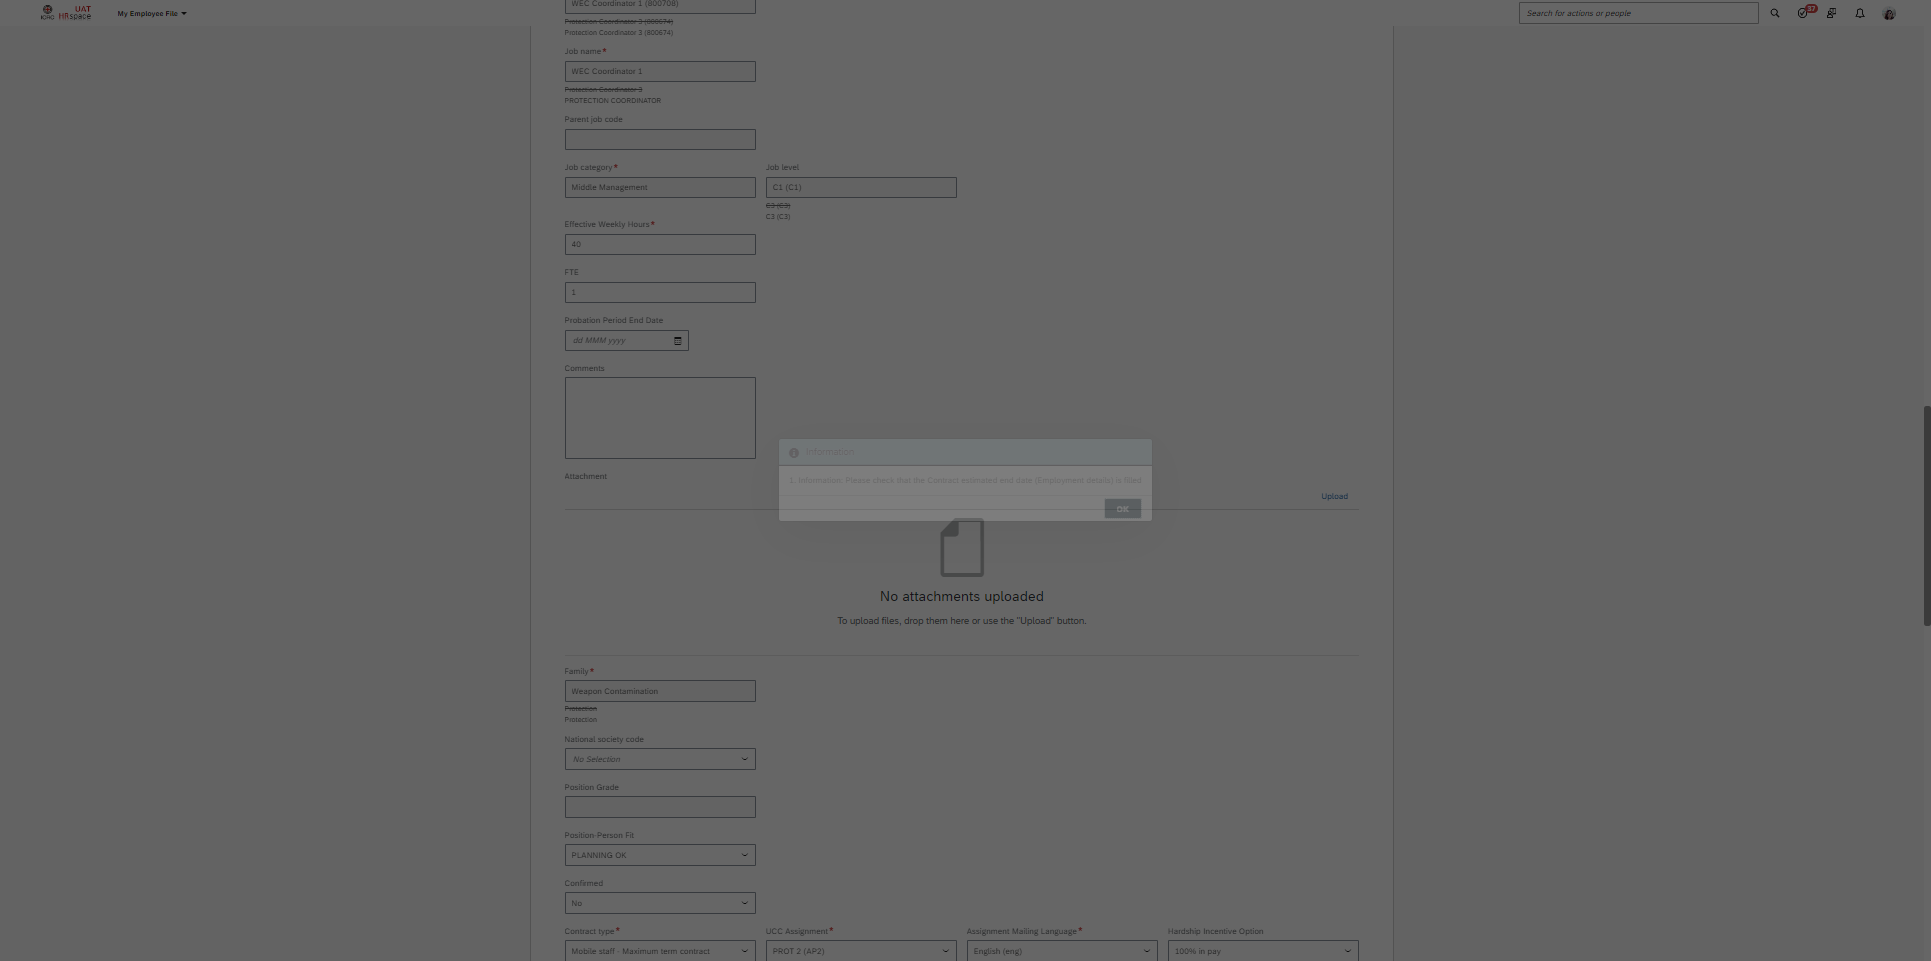 UAT
ICRC HRspace
My Employee File
Search for actions or people
37
WEC Coordinator 1 (800708)
Protection Coordinator 3 (800674)
Protection Coordinator 3 (800674)
Job name*
WEC Coordinator 1
Protection Coordinator 3
PROTECTION COORDINATOR
Parent job code
Job category* Job level
Middle Management C1 (C1)
C3 (C3)
C3 (C3)
Effective Weekly Hours*
40
FTE
1
Probation Period End Date
dd MMM yyyy
Comments
Information
1. Information: Please check that the Contract estimated end date (Employment details) is filled
OK
Attachment
Upload
No attachments uploaded
To upload files, drop them here or use the "Upload" button.
Family*
Weapon Contamination
Protection
Protection
National society code
No Selection
Position Grade
Position-Person Fit
PLANNING OK
Confirmed
No
Contract type* UCC Assignment* Assignment Mailing Language* Hardship Incentive Option
Mobile staff - Maximum term contract PROT 2 (AP2) English (eng) 100% in pay